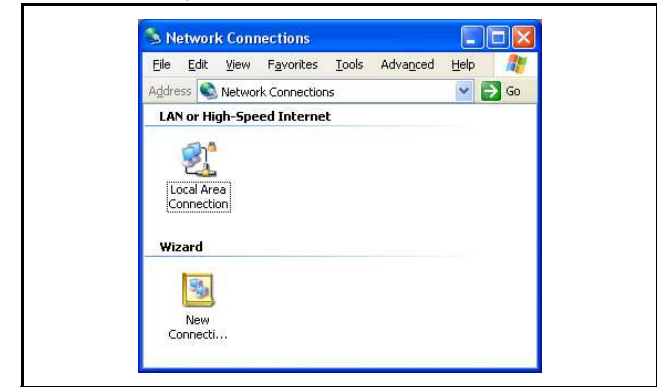 Network Connections
File Edit View Favorites Tools Advanced Help
Address Network Connections Go
LAN or High-Speed Internet
Local Area
Connection
Wizard
New
Connecti...